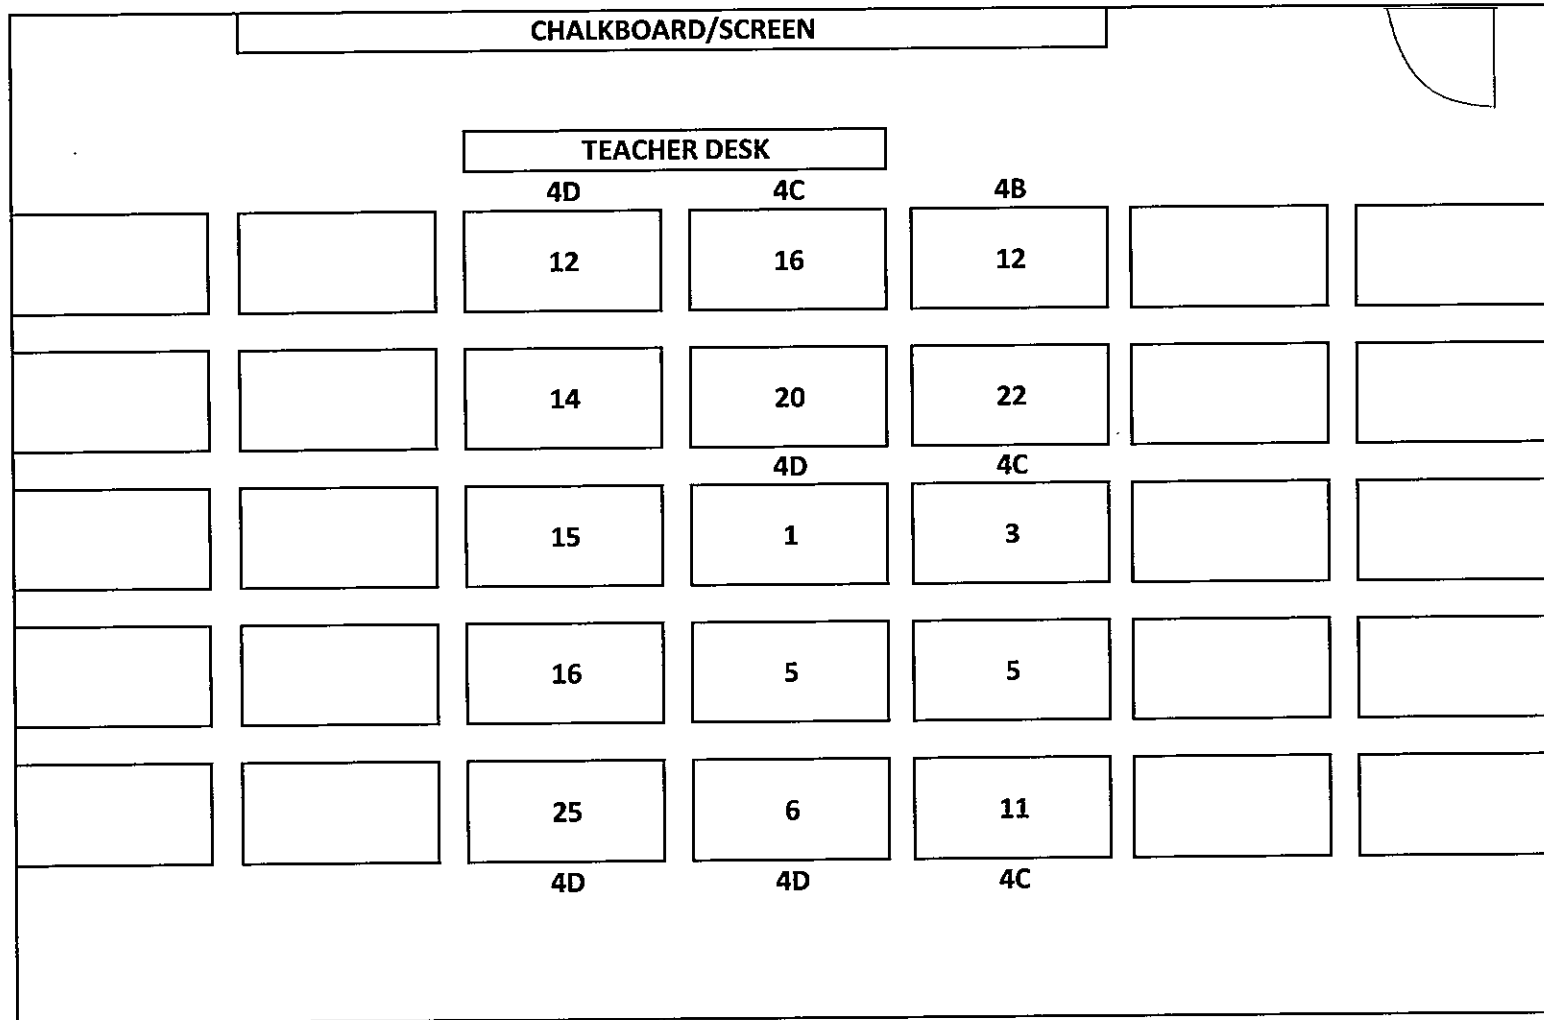 CHALKBOARD/SCREEN
TEACHER DESK
4D 4C 4B
12 16 12
14 20 22
4D 4C
15 1 3
16 5 5
25 6 11
4D 4D 4C